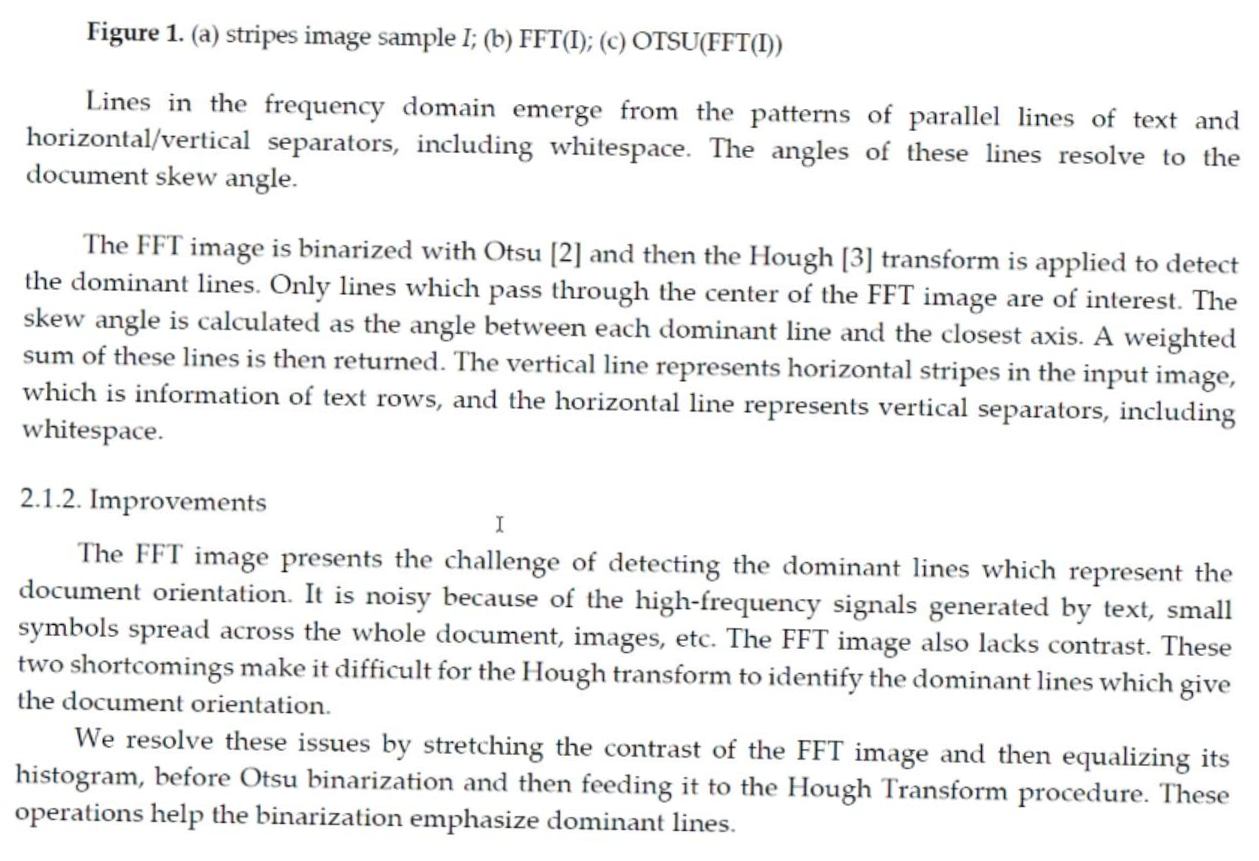 Figure 1. (a) stripes image sample I; (b) FFT(I); (c) OTSU(FFT(I))
Lines in the frequency domain emerge from the patterns of parallel lines of text and
horizontal/vertical separators, including whitespace. The angles of these lines resolve to the
document skew angle.
The FFT image is binarized with Otsu [2] and then the Hough [3] transform is applied to detect
the dominant lines. Only lines which pass through the center of the FFT image are of interest. The
skew angle is calculated as the angle between each dominant line and the closest axis. A weighted
sum of these lines is then returned. The vertical line represents horizontal stripes in the input image,
which is information of text rows, and the horizontal line represents vertical separators, including
whitespace.
2.1.2. Improvements
The FFT image presents the challenge of detecting the dominant lines which represent the
document orientation. It is noisy because of the high-frequency signals generated by text, small
symbols spread across the whole document, images, etc. The FFT image also lacks contrast. These
two shortcomings make it difficult for the Hough transform to identify the dominant lines which give
the document orientation.
We resolve these issues by stretching the contrast of the FFT image and then equalizing its
histogram, before Otsu binarization and then feeding it to the Hough Transform procedure. These
operations help the binarization emphasize dominant lines.